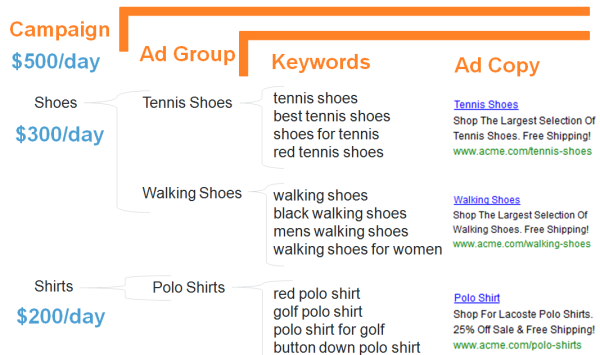 Campaign
$500/day
Ad Group
Keywords
Ad Copy
Shoes
$300/day
Tennis Shoes
tennis shoes
best tennis shoes
shoes for tennis
red tennis shoes
Tennis Shoes
Shop The Largest Selection Of
Tennis Shoes. Free Shipping!
www.acme.com/tennis-shoes
Walking Shoes
walking shoes
black walking shoes
mens walking shoes
walking shoes for women
Walking Shoes
Shop The Largest Selection Of
Walking Shoes. Free Shipping!
www.acme.com/walking-shoes
Shirts
$200/day
Polo Shirts
red polo shirt
golf polo shirt
polo shirt for golf
button down polo shirt
Polo Shirt
Shop For Lacoste Polo Shirts.
25% Off Sale & Free Shipping!
www.acme.com/polo-shirts